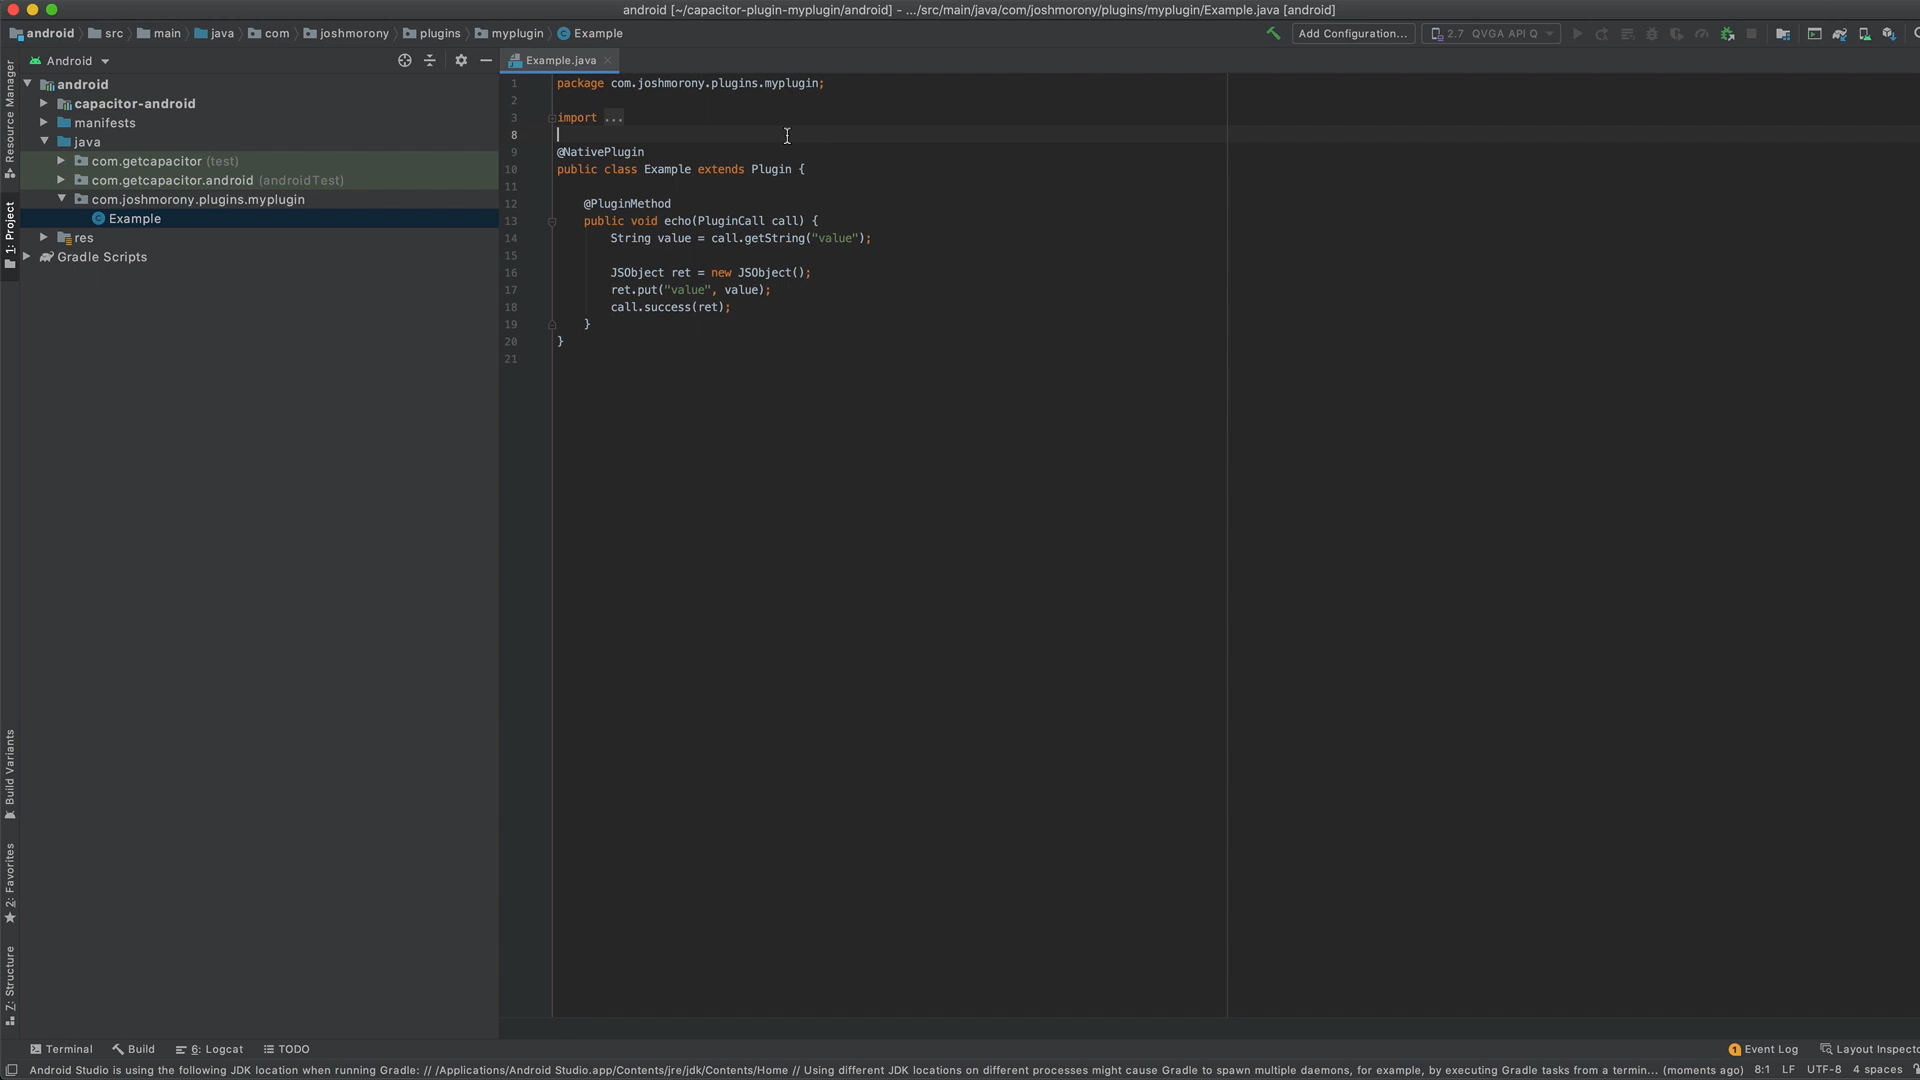 android [~/capacitor-plugin-myplugin/android] - .../src/main/java/com/joshmorony/plugins/myplugin/Example.java [android]
android src main java com joshmorony plugins myplugin Example
Add Configuration... 2.7 QVGA API Q
Android
Example.java
android
capacitor-android
manifests
java
com.getcapacitor (test)
com.getcapacitor.android (androidTest)
com.joshmorony.plugins.myplugin
Example
res
Gradle Scripts
Resource Manager
1: Project
Build Variants
2: Favorites
7: Structure
1 package com.joshmorony.plugins.myplugin;
2
3 import ...
8
9 @NativePlugin
10 public class Example extends Plugin {
11
12 @PluginMethod
13 public void echo(PluginCall call) {
14 String value = call.getString("value");
15
16 JSObject ret = new JSObject();
17 ret.put("value", value);
18 call.success(ret);
19 }
20 }
21
Terminal Build 6: Logcat TODO
1 Event Log Layout Inspecto
Android Studio is using the following JDK location when running Gradle: // /Applications/Android Studio.app/Contents/jre/jdk/Contents/Home // Using different JDK locations on different processes might cause Gradle to spawn multiple daemons, for example, by executing Gradle tasks from a termin... (moments ago) 8:1 LF UTF-8 4 spaces